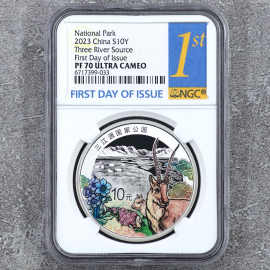 National Park
2023 China S10Y
Three River Source
First Day of Issue
PF 70 ULTRA CAMEO
6717399-033
1st
FIRST DAY OF ISSUE
NGC
三江源国家公园
10元